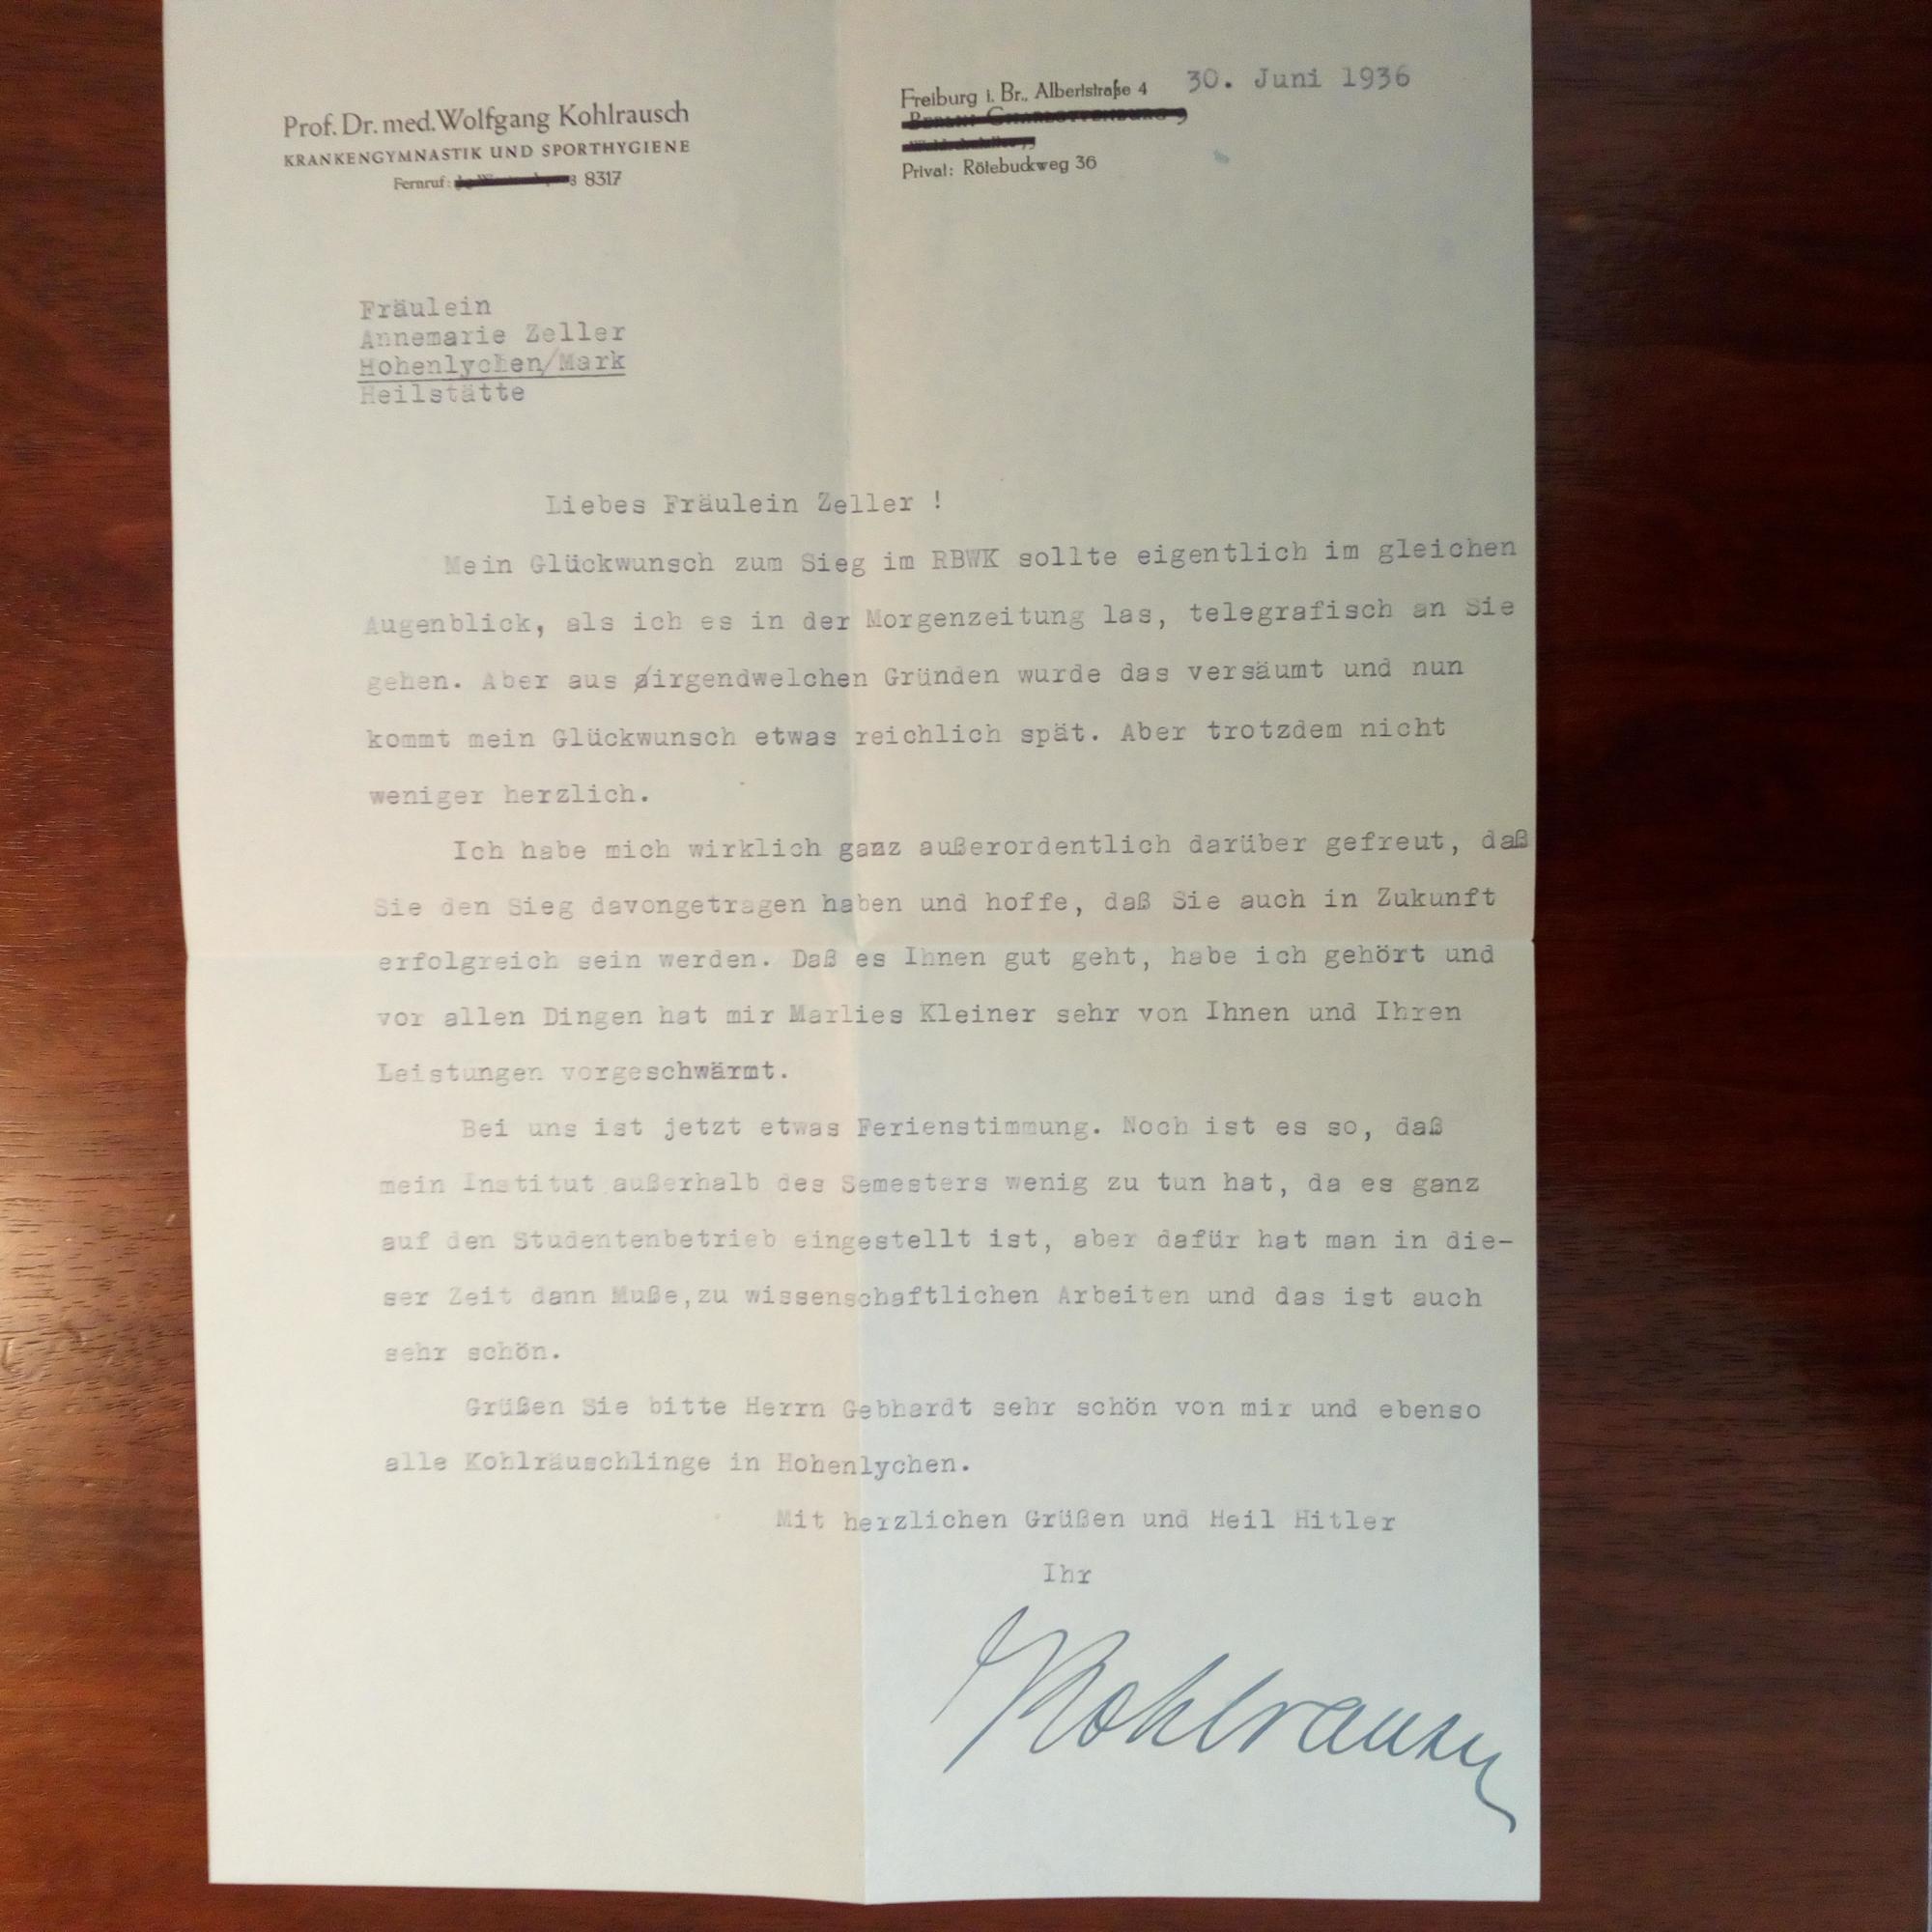 Prof. Dr. med. Wolfgang Kohlrausch
KRANKENGYMNASTIK UND SPORTHYGIENE
Fernruf: 8317
Freiburg i. Br., Albertstraße 4 30. Juni 1936
BERLIN-CHARLOTTENBURG 9
Privat: Rötebuckweg 36
Fräulein
Annemarie Zeller
Hohenlychen/Mark
Heilstätte
Liebes Fräulein Zeller !
Mein Glückwunsch zum Sieg im RBWK sollte eigentlich im gleichen
Augenblick, als ich es in der Morgenzeitung las, telegrafisch an Sie
gehen. Aber aus irgendwelchen Gründen wurde das versäumt und nun
kommt mein Glückwunsch etwas reichlich spät. Aber trotzdem nicht
weniger herzlich.
Ich habe mich wirklich ganz außerordentlich darüber gefreut, daß
Sie den Sieg davongetragen haben und hoffe, daß Sie auch in Zukunft
erfolgreich sein werden. Daß es Ihnen gut geht, habe ich gehört und
vor allen Dingen hat mir Marlies Kleiner sehr von Ihnen und Ihren
Leistungen vorgeschwärmt.
Bei uns ist jetzt etwas Ferienstimmung. Noch ist es so, daß
mein Institut außerhalb des Semesters wenig zu tun hat, da es ganz
auf den Studentenbetrieb eingestellt ist, aber dafür hat man in die-
ser Zeit dann Muße, zu wissenschaftlichen Arbeiten und das ist auch
sehr schön.
Grüßen Sie bitte Herrn Gebhardt sehr schön von mir und ebenso
alle Kohlräuschlinge in Hohenlychen.
Mit herzlichen Grüßen und Heil Hitler
Ihr
Kohlrausch